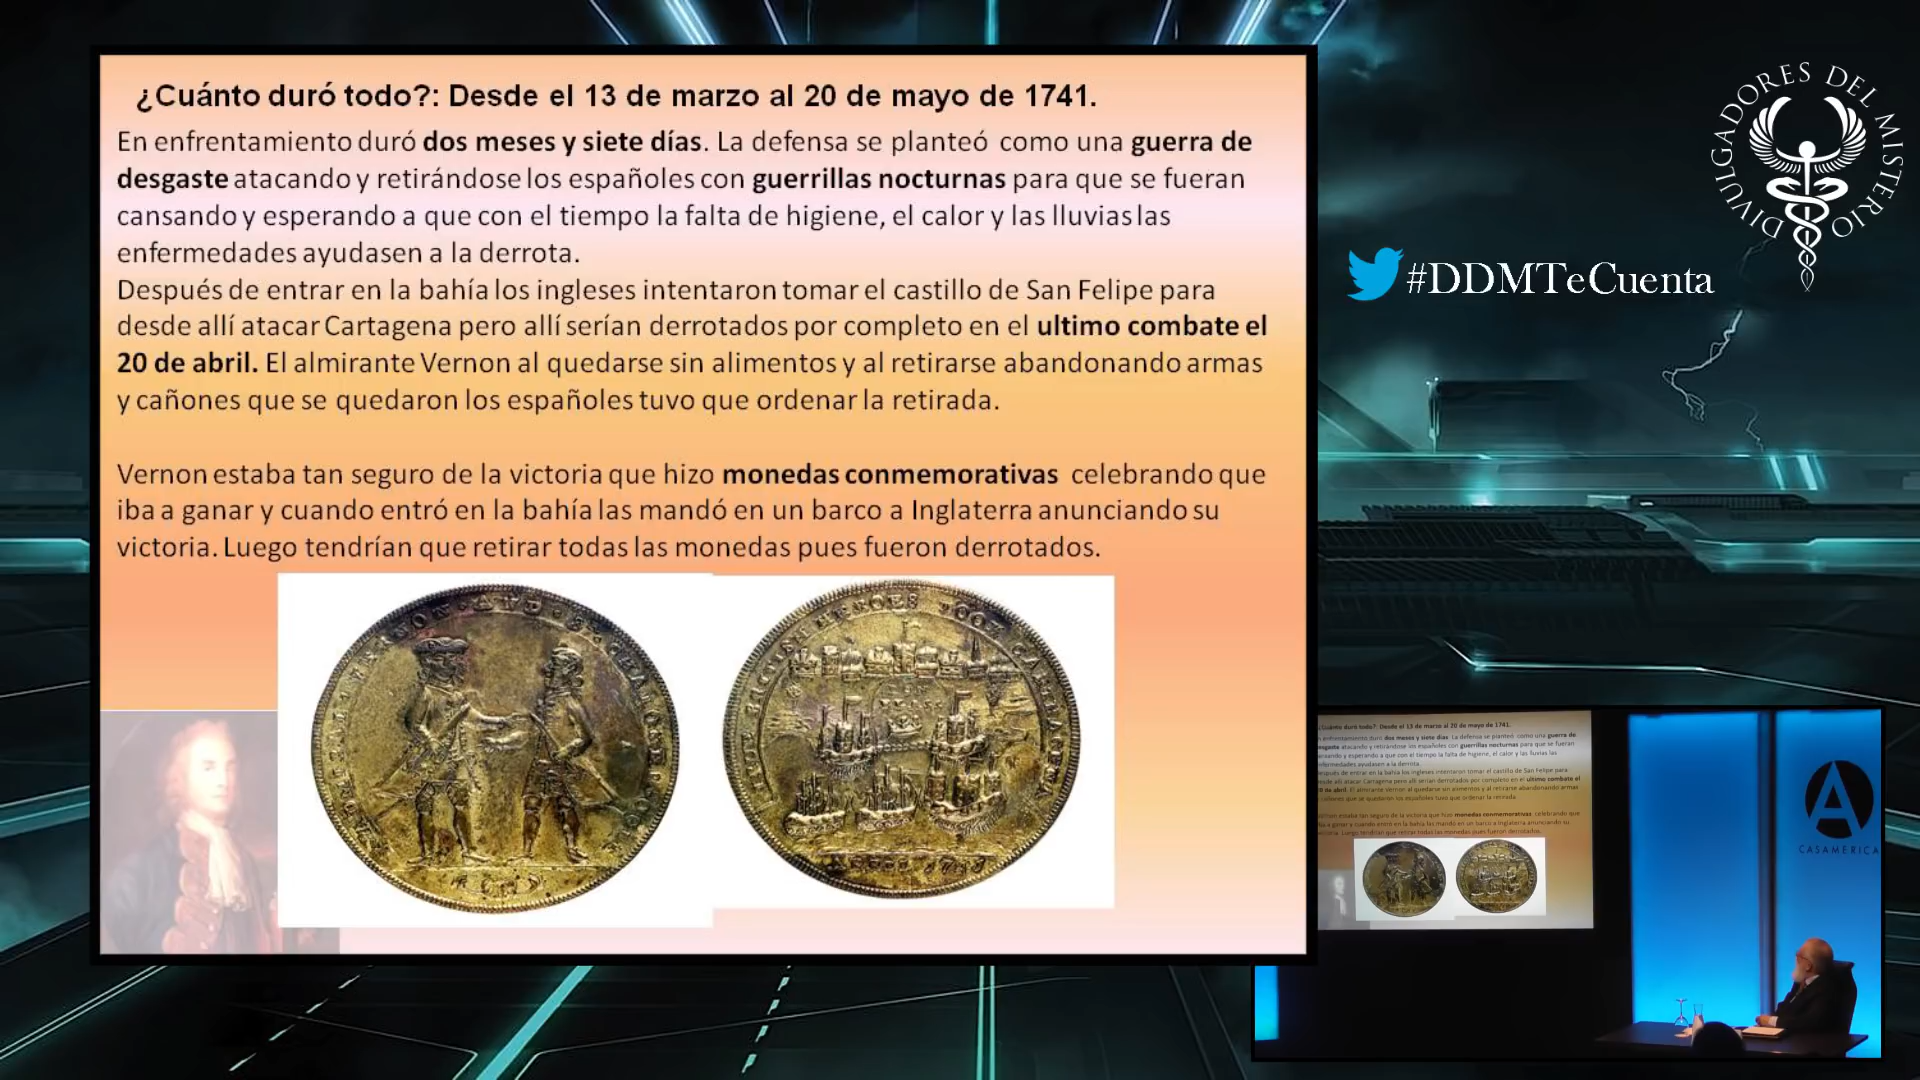 ¿Cuánto duró todo?: Desde el 13 de marzo al 20 de mayo de 1741.
En enfrentamiento duró dos meses y siete días. La defensa se planteó como una guerra de
desgaste atacando y retirándose los españoles con guerrillas nocturnas para que se fueran
cansando y esperando a que con el tiempo la falta de higiene, el calor y las lluvias las
enfermedades ayudasen a la derrota.
Después de entrar en la bahía los ingleses intentaron tomar el castillo de San Felipe para
desde allí atacar Cartagena pero allí serían derrotados por completo en el ultimo combate el
20 de abril. El almirante Vernon al quedarse sin alimentos y al retirarse abandonando armas
y cañones que se quedaron los españoles tuvo que ordenar la retirada.
Vernon estaba tan seguro de la victoria que hizo monedas conmemorativas celebrando que
iba a ganar y cuando entró en la bahía las mandó en un barco a Inglaterra anunciando su
victoria. Luego tendrían que retirar todas las monedas pues fueron derrotados.
DIVULGADORES DEL MISTERIO
#DDMTeCuenta
CASAMERICA